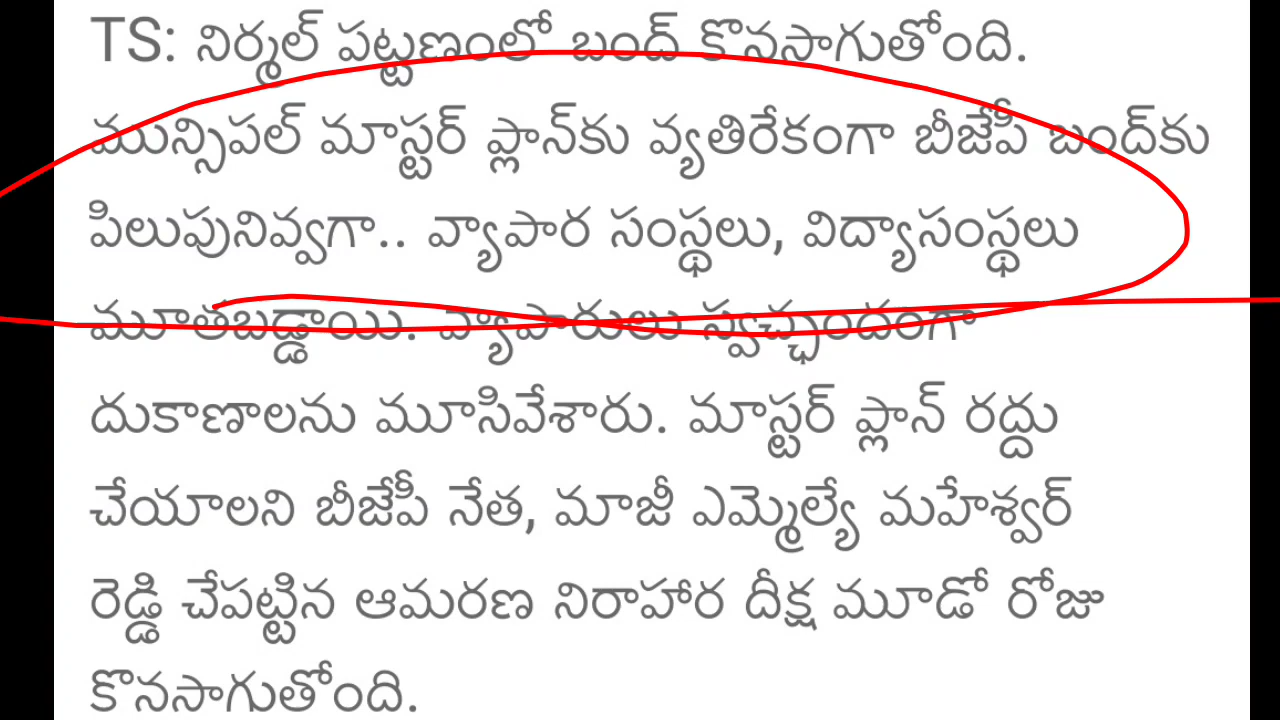 TS: నిర్మల్ పట్టణంలో బంద్ కొనసాగుతోంది.
మున్సిపల్ మాస్టర్ ప్లాన్‌కు వ్యతిరేకంగా బీజేపీ బంద్‌కు
పిలుపునివ్వగా.. వ్యాపార సంస్థలు, విద్యాసంస్థలు
మూతబడ్డాయి. వ్యాపారులు స్వచ్ఛందంగా
దుకాణాలను మూసివేశారు. మాస్టర్ ప్లాన్ రద్దు
చేయాలని బీజేపీ నేత, మాజీ ఎమ్మెల్యే మహేశ్వర్
రెడ్డి చేపట్టిన ఆమరణ నిరాహార దీక్ష మూడో రోజు
కొనసాగుతోంది.